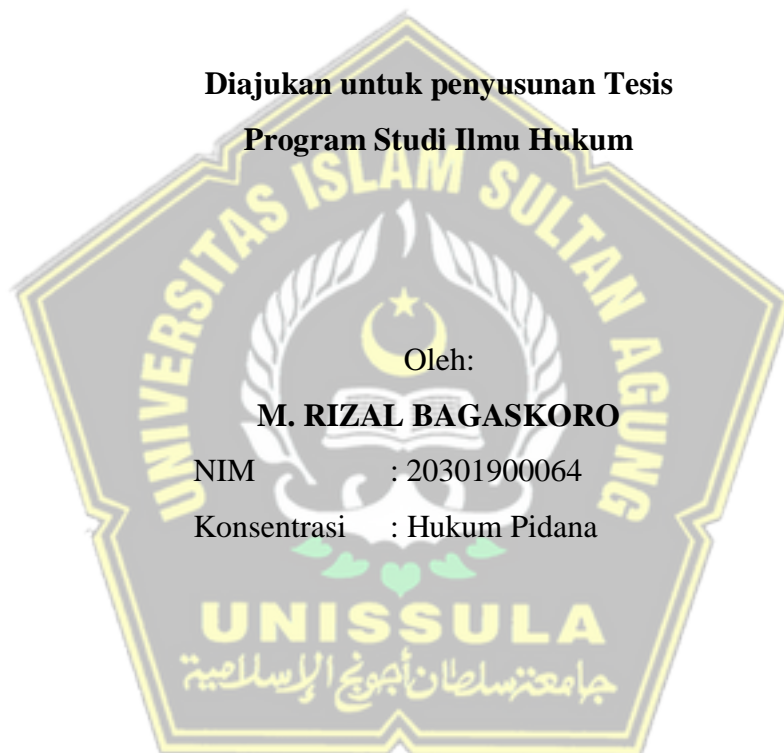 Diajukan untuk penyusunan Tesis
Program Studi Ilmu Hukum
UNIVERSITAS ISLAM SULTAN AGUNG
Oleh:
M. RIZAL BAGASKORO
NIM : 20301900064
Konsentrasi : Hukum Pidana
UNISSULA
جامعة سلطان أجونج الإسلامية